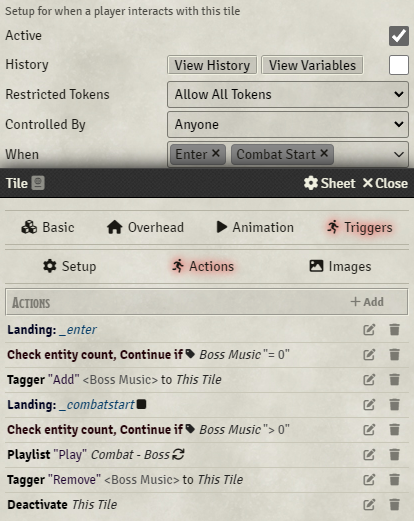 Setup for when a player interacts with this tile
Active
History View History View Variables
Restricted Tokens Allow All Tokens
Controlled By Anyone
When Enter × Combat Start ×
Tile Sheet ×Close
Basic Overhead Animation Triggers
Setup Actions Images
Actions + Add
Landing: _enter
Check entity count, Continue if Boss Music "= 0"
Tagger "Add" <Boss Music> to This Tile
Landing: _combatstart
Check entity count, Continue if Boss Music "> 0"
Playlist "Play" Combat - Boss
Tagger "Remove" <Boss Music> to This Tile
Deactivate This Tile